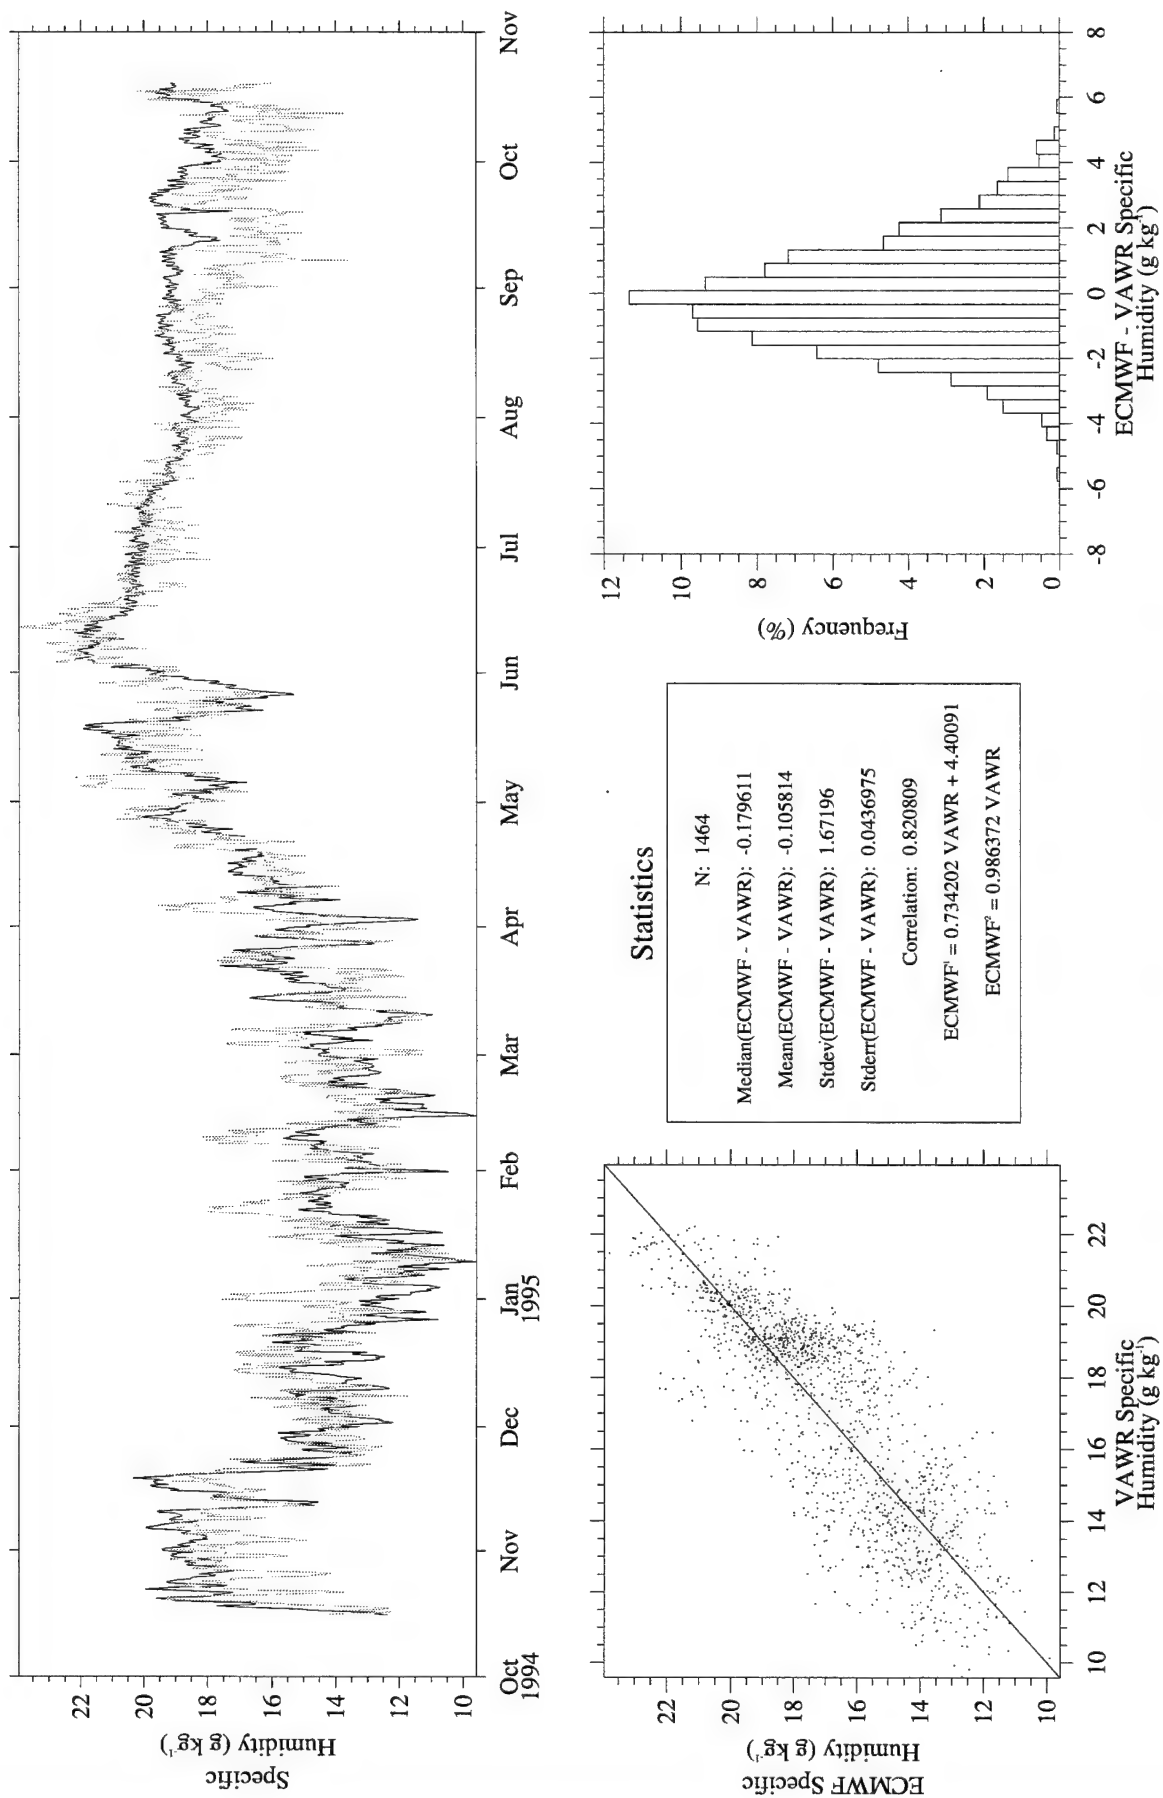 22
20
18
16
14
12
10
Specific
Humidity (g kg⁻¹)
Oct
1994
Nov
Dec
Jan
1995
Feb
Mar
Apr
May
Jun
Jul
Aug
Sep
Oct
Nov
22
20
18
16
14
12
10
ECMWF Specific
Humidity (g kg⁻¹)
10
12
14
16
18
20
22
VAWR Specific
Humidity (g kg⁻¹)
Statistics
N: 1464
Median(ECMWF - VAWR): -0.179611
Mean(ECMWF - VAWR): -0.105814
Stdev(ECMWF - VAWR): 1.67196
Stderr(ECMWF - VAWR): 0.0436975
Correlation: 0.820809
ECMWF¹ = 0.734202 VAWR + 4.40091
ECMWF² = 0.986372 VAWR
12
10
8
6
4
2
0
Frequency (%)
-8
-6
-4
-2
0
2
4
6
8
ECMWF - VAWR Specific
Humidity (g kg⁻¹)